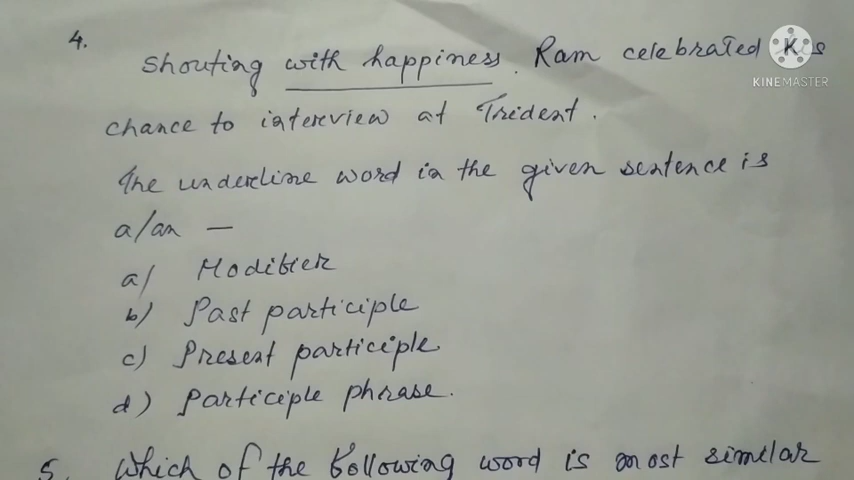 4.
Shouting with happiness. Ram celebrated
chance to interview at Trident.
The underline word in the given sentence is
a/an —
a/ Modifier
b) Past participle
c) Present participle
d) Participle phrase.
5. Which of the following word is most similar
K
KINEMASTER